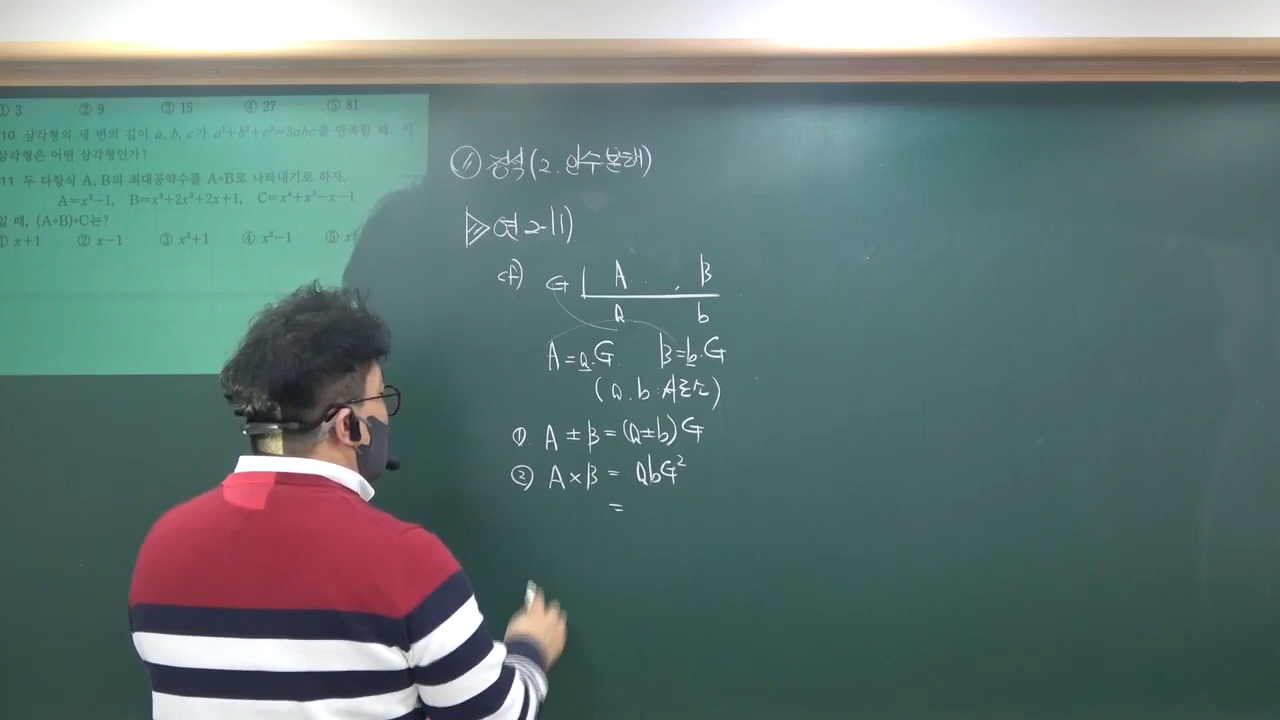 ① 3 ② 9 ③ 15 ④ 27 ⑤ 81
10 삼각형의 세 변의 길이 a, b, c가 a³+b³+c³=3abc를 만족할 때, 이
삼각형은 어떤 삼각형인가?
11 두 다항식 A, B의 최대공약수를 A∘B로 나타내기로 하자.
A=x³−1, B=x³+2x²+2x+1, C=x⁴+x³−x−1
일 때, (A∘B)∘C는?
① x+1 ② x−1 ③ x²+1 ④ x²−1
정석(2. 인수분해)
연 2-11)
cf) G A , B
a b
A=a·G B=b·G
(a, b 서로소)
① A±B=(a±b)G
② A×B = abG²
=